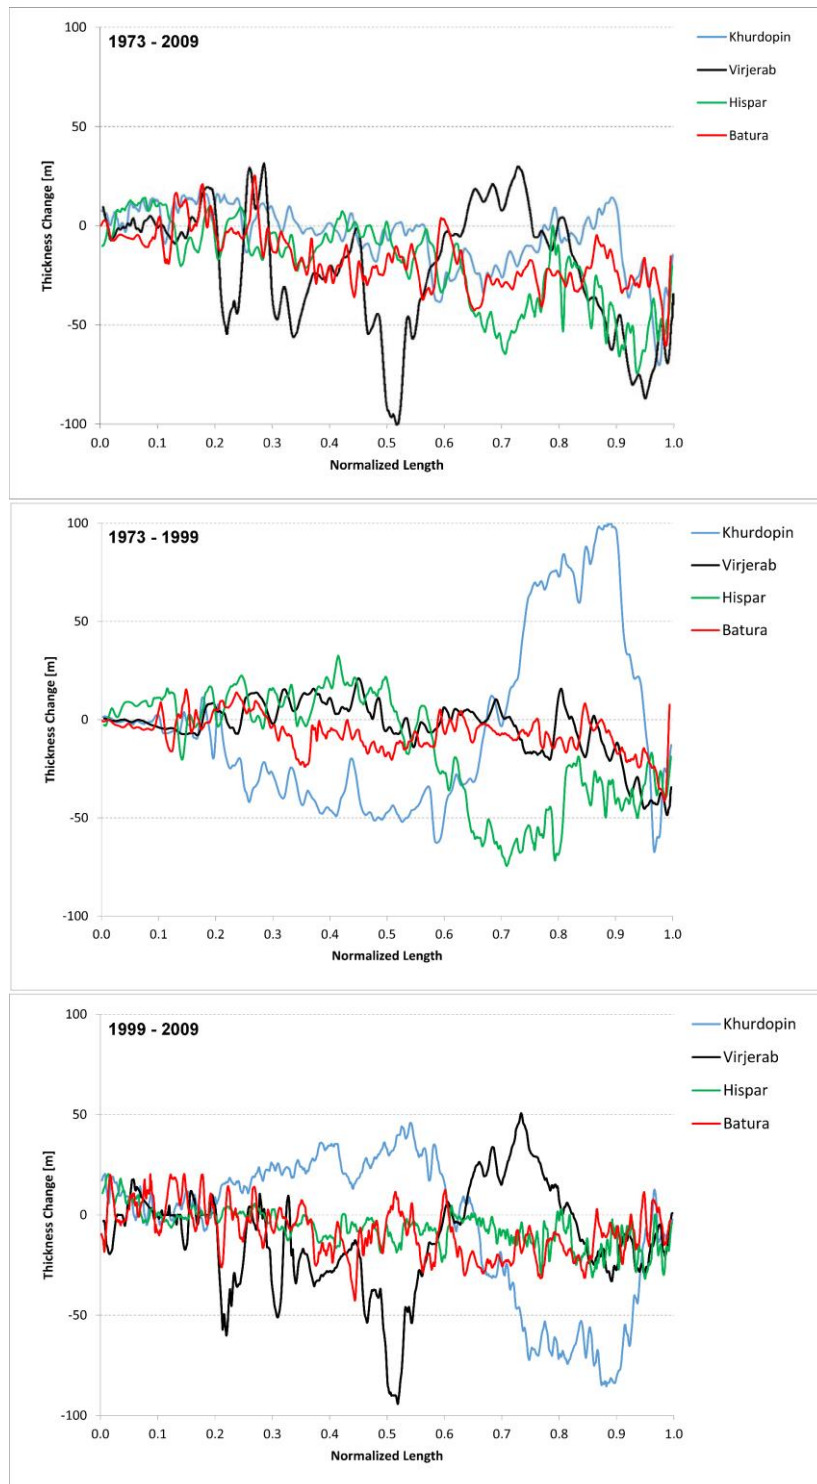 1973 - 2009
Thickness Change [m]
100
50
0
-50
-100
0.0 0.1 0.2 0.3 0.4 0.5 0.6 0.7 0.8 0.9 1.0
Normalized Length
Khurdopin
Virjerab
Hispar
Batura
1973 - 1999
Thickness Change [m]
100
50
0
-50
-100
0.0 0.1 0.2 0.3 0.4 0.5 0.6 0.7 0.8 0.9 1.0
Normalized Length
Khurdopin
Virjerab
Hispar
Batura
1999 - 2009
Thickness Change [m]
100
50
0
-50
-100
0.0 0.1 0.2 0.3 0.4 0.5 0.6 0.7 0.8 0.9 1.0
Normalized Length
Khurdopin
Virjerab
Hispar
Batura